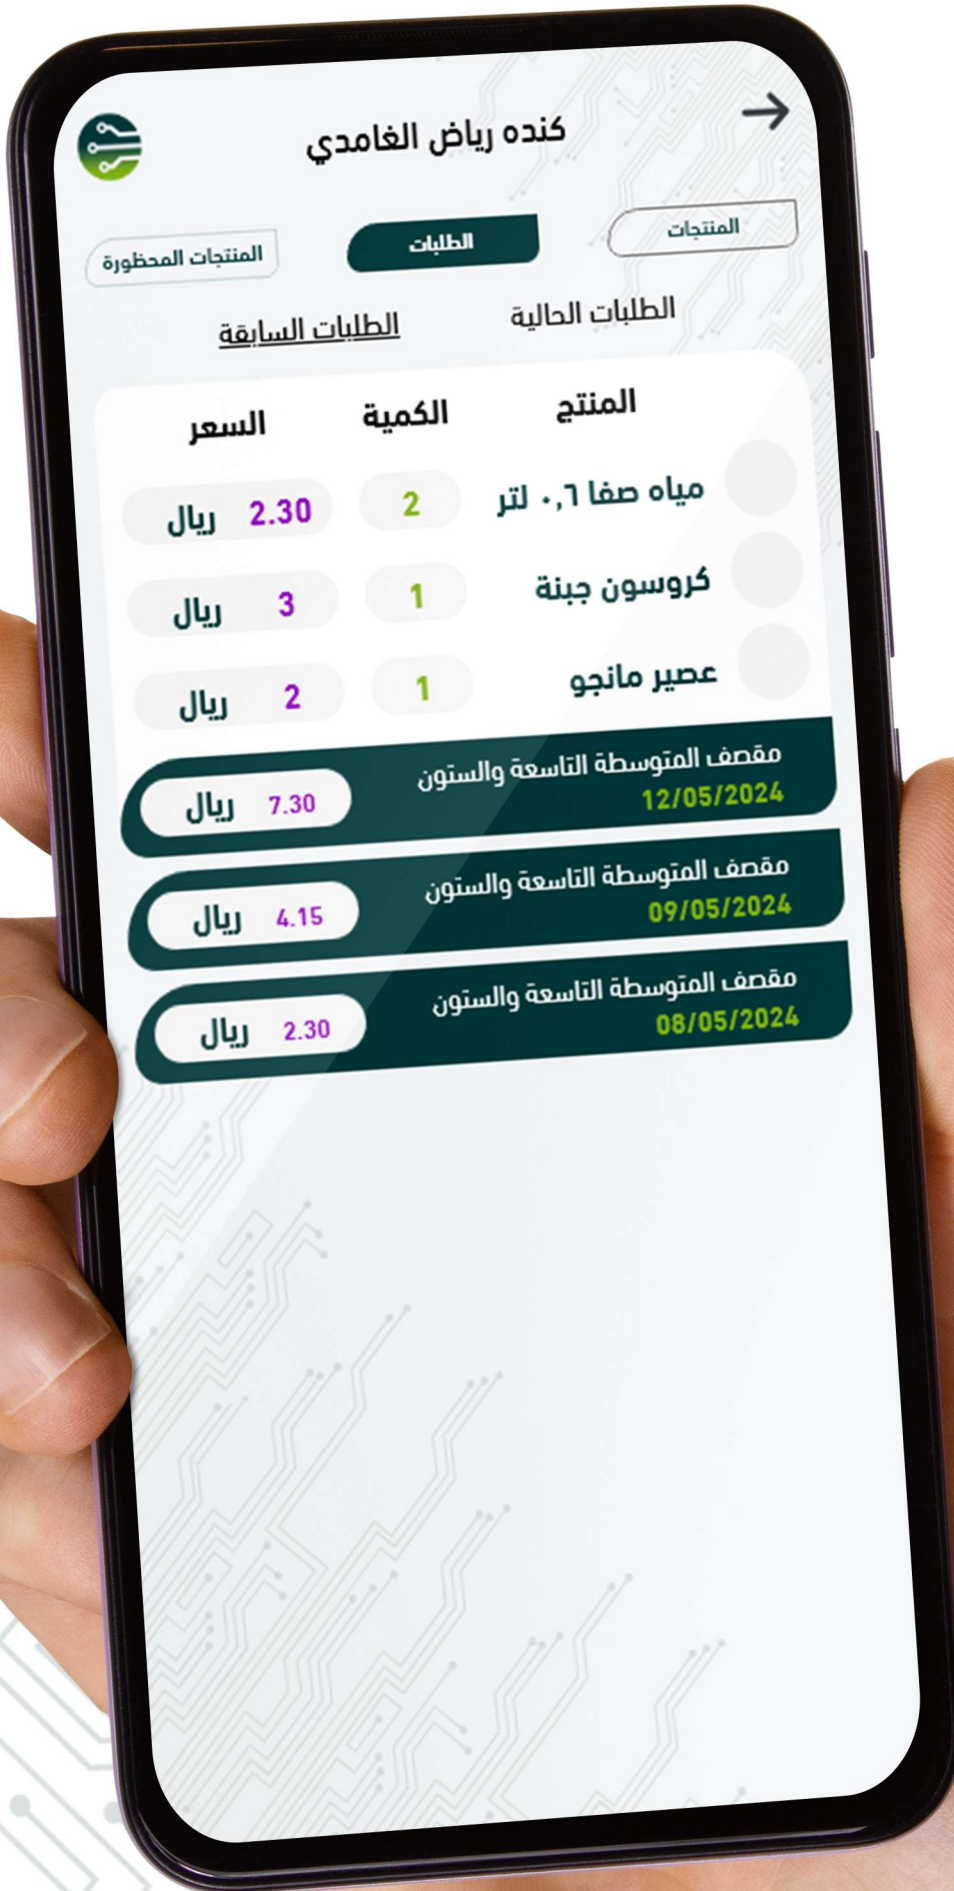 كنده رياض الغامدي
المنتجات الطلبات المنتجات المحظورة
الطلبات الحالية الطلبات السابقة
المنتج الكمية السعر
مياه صفا ٠,٦ لتر 2 2.30 ريال
كروسون جبنة 1 3 ريال
عصير مانجو 1 2 ريال
مقصف المتوسطة التاسعة والستون
12/05/2024
7.30 ريال
مقصف المتوسطة التاسعة والستون
09/05/2024
4.15 ريال
مقصف المتوسطة التاسعة والستون
08/05/2024
2.30 ريال